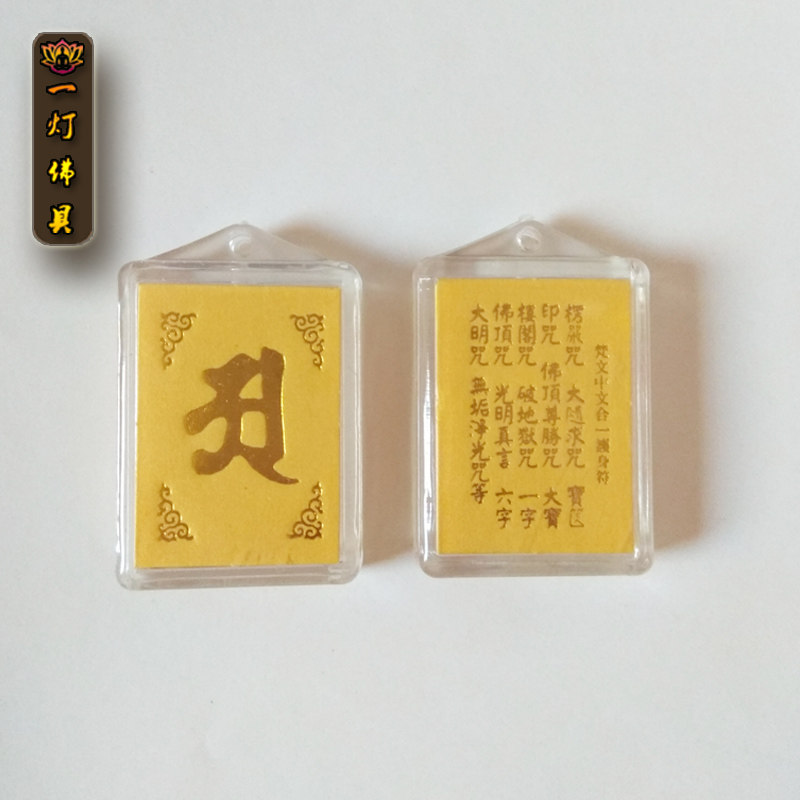 一灯佛具
𑖀
梵文中文合一護身符
楞嚴咒 大隨求咒 寶篋
印咒 佛頂尊勝咒 大寶
樓閣咒 破地獄咒 一字
佛頂咒 光明真言 六字
大明咒 無垢淨光咒等